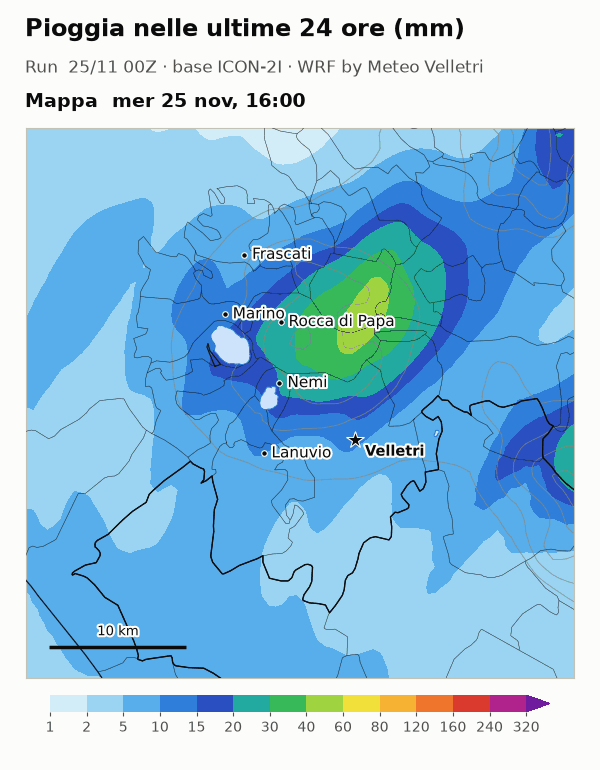 Pioggia nelle ultime 24 ore (mm)
Run  25/11 00Z · base ICON-2I · WRF by Meteo Velletri
Mappa  mer 25 nov, 16:00
Frascati
Marino
Rocca di Papa
Nemi
Velletri
Lanuvio
10 km
1 2 5 10 15 20 30 40 60 80 120 160 240 320